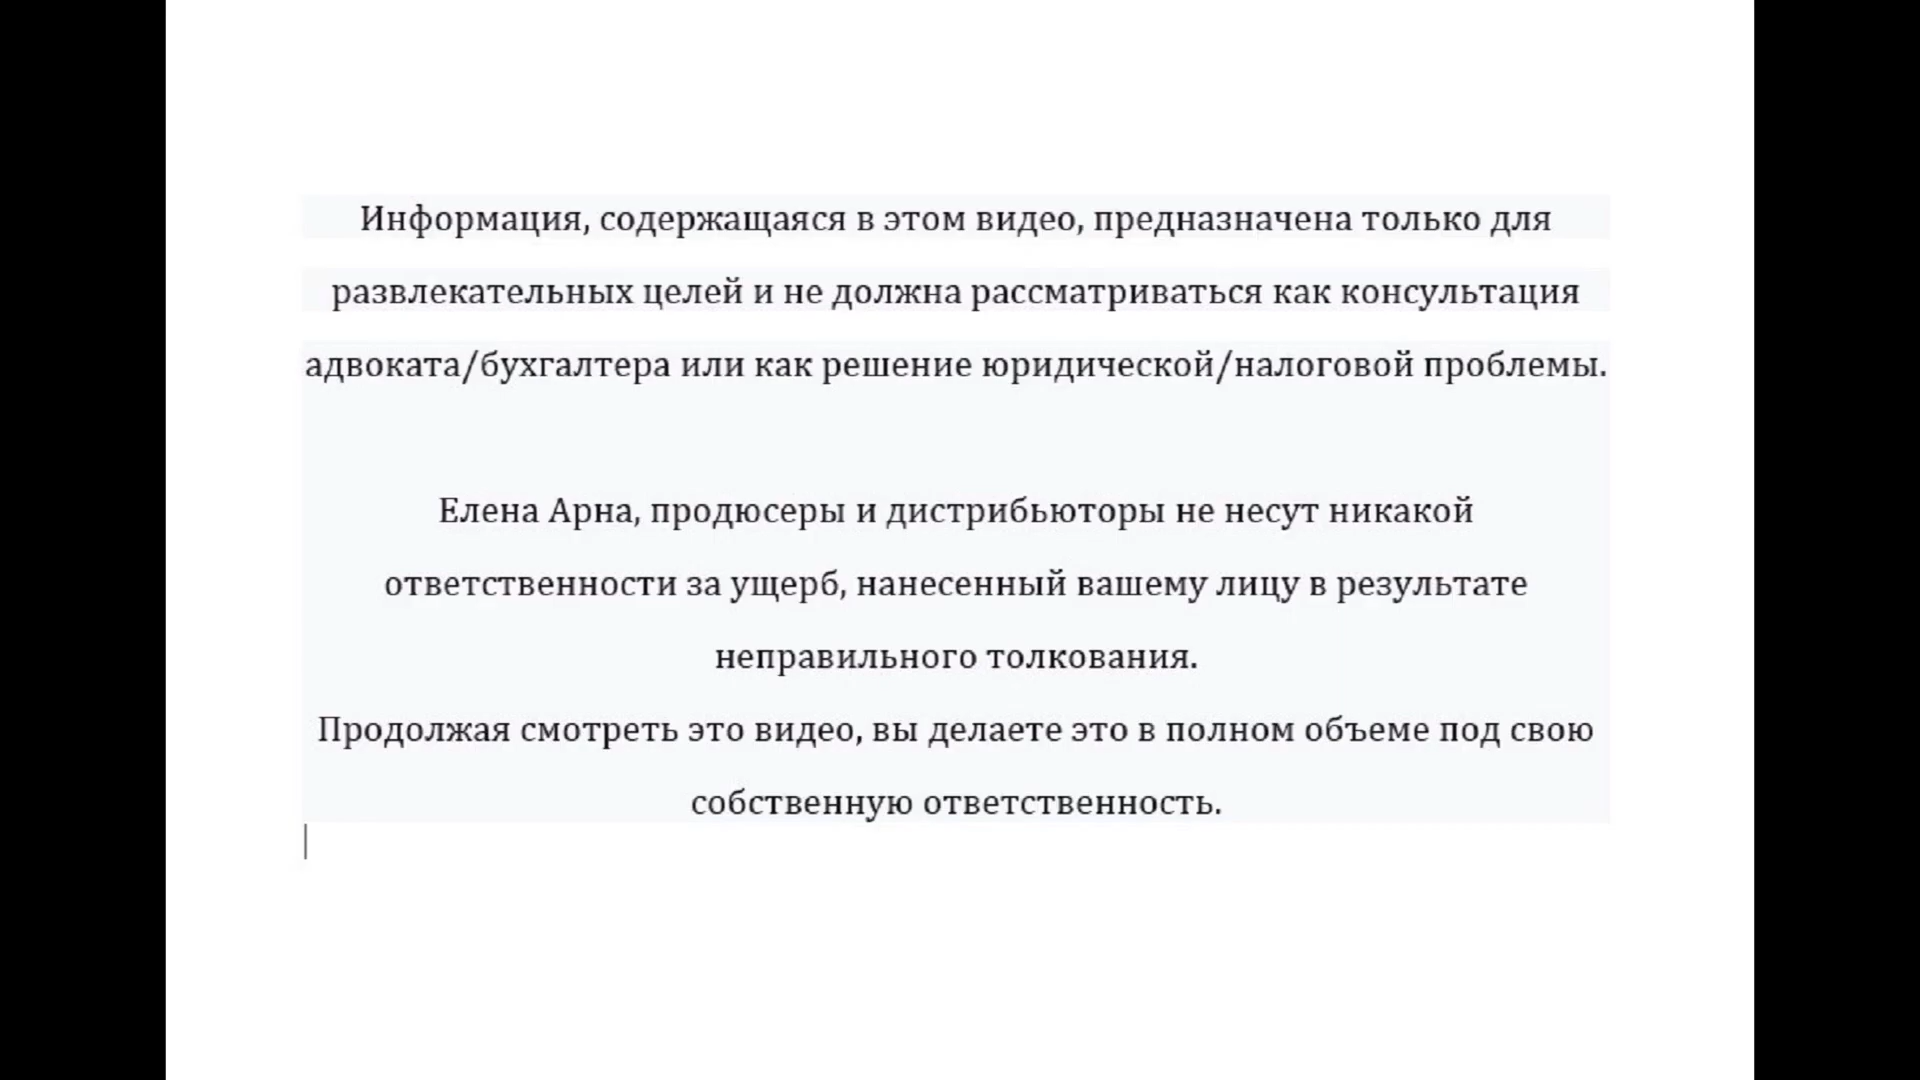 Информация, содержащаяся в этом видео, предназначена только для
развлекательных целей и не должна рассматриваться как консультация
адвоката/бухгалтера или как решение юридической/налоговой проблемы.
Елена Арна, продюсеры и дистрибьюторы не несут никакой
ответственности за ущерб, нанесенный вашему лицу в результате
неправильного толкования.
Продолжая смотреть это видео, вы делаете это в полном объеме под свою
собственную ответственность.